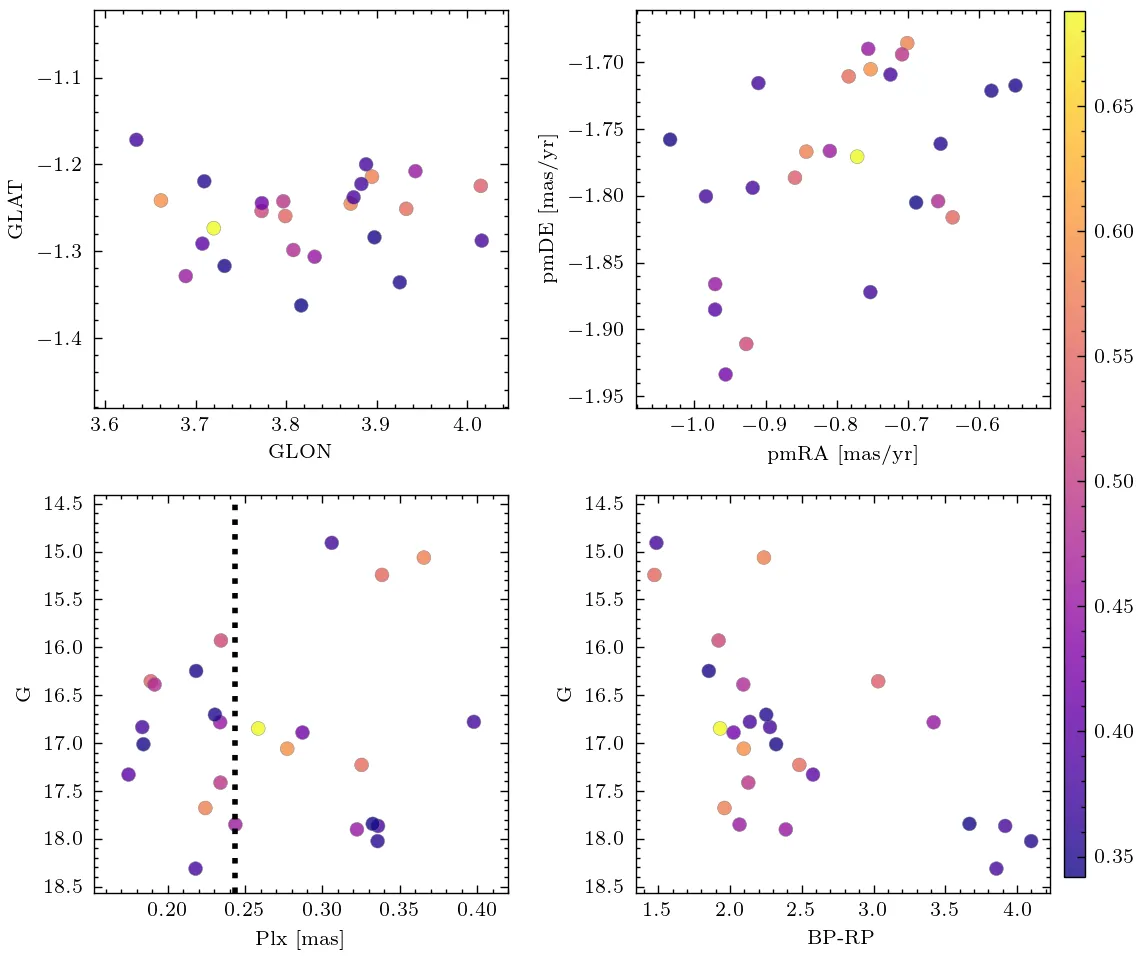 −1.1
−1.2
−1.3
−1.4
GLAT
3.6 3.7 3.8 3.9 4.0
GLON
−1.70
−1.75
−1.80
−1.85
−1.90
−1.95
pmDE [mas/yr]
−1.0 −0.9 −0.8 −0.7 −0.6
pmRA [mas/yr]
14.5
15.0
15.5
16.0
16.5
17.0
17.5
18.0
18.5
G
0.20 0.25 0.30 0.35 0.40
Plx [mas]
14.5
15.0
15.5
16.0
16.5
17.0
17.5
18.0
18.5
G
1.5 2.0 2.5 3.0 3.5 4.0
BP-RP
0.65
0.60
0.55
0.50
0.45
0.40
0.35